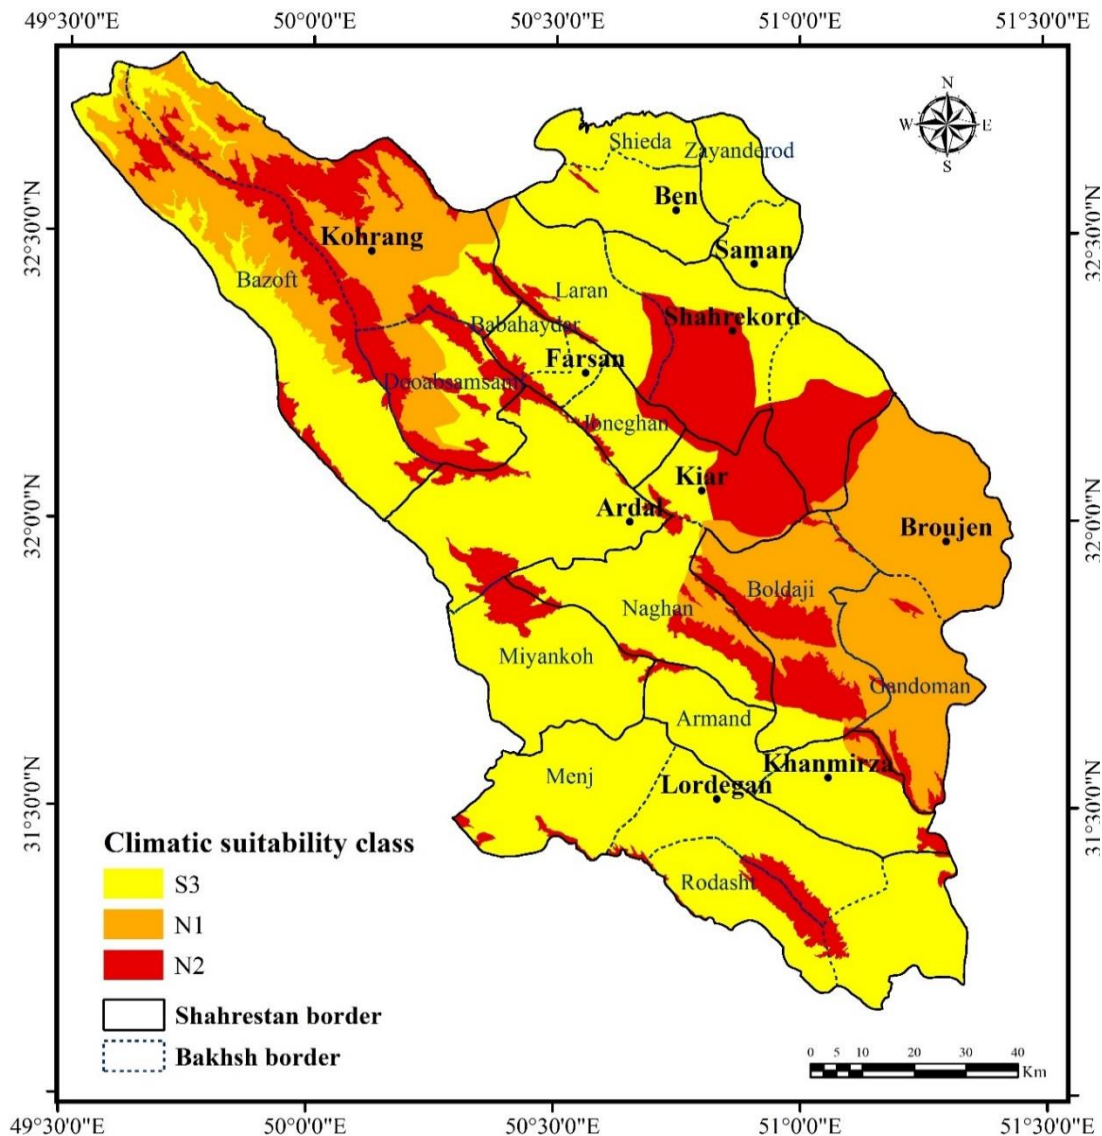 49°30'0"E 50°0'0"E 50°30'0"E 51°0'0"E 51°30'0"E
N
W E
S
Shieda
Zayanderod
Ben
32°30'0"N
32°30'0"N
Kohrang
Saman
Bazoft
Laran
Shahrekord
Babahayder
Farsan
Dooabsamsami
Joneghan
Kiar
32°0'0"N
32°0'0"N
Ardal
Broujen
Boldaji
Naghan
Miyankoh
Gandoman
Armand
Khanmirza
Menj
Lordegan
31°30'0"N
31°30'0"N
Rodasht
Climatic suitability class
S3
N1
N2
Shahrestan border
Bakhsh border
0 5 10 20 30 40
Km
49°30'0"E 50°0'0"E 50°30'0"E 51°0'0"E 51°30'0"E